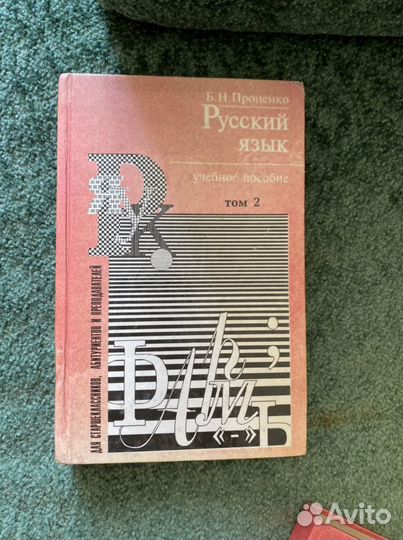 Б. Н. Проценко
Русский
язык
учебное пособие
том 2
ДЛЯ СТАРШЕКЛАССНИКОВ, АБИТУРИЕНТОВ И ПРЕПОДАВАТЕЛЕЙ
Avito